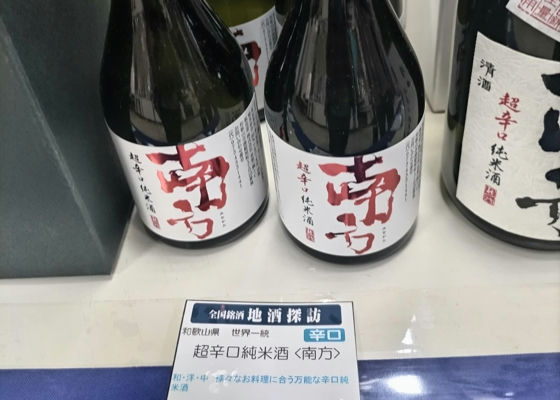 南方
超辛口純米酒
南方
超辛口純米酒
清酒
超辛口純米酒
全国銘酒 地酒探訪
和歌山県 世界一統 辛口
超辛口純米酒〈南方〉
和・洋・中、様々なお料理に合う万能な辛口純
米酒